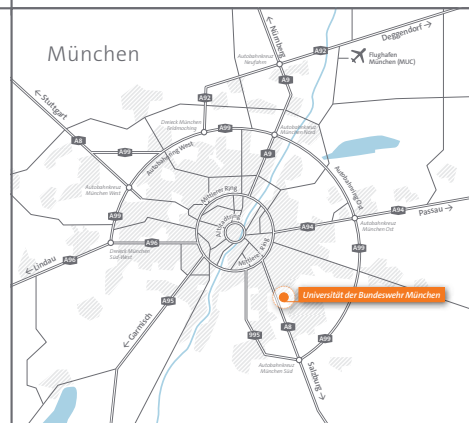 München
← Nürnberg
Deggendorf →
A92
Flughafen
München (MUC)
Autobahnkreuz
Neufahrn
A9
← Stuttgart
A92
Dreieck München
Feldmoching
A99
Autobahnkreuz
München Nord
A8
A99
Autobahnring West
A9
Autobahnkreuz
München West
Mittlerer Ring
Autobahnring Ost
A99
Altstadtring
A94
Passau →
A94
Autobahnkreuz
München Ost
A96
Dreieck München
Süd-West
Mittlerer Ring
A99
← Lindau
A96
A95
Universität der Bundeswehr München
← Garmisch
A8
995
A99
Autobahnkreuz
München Süd
Salzburg →